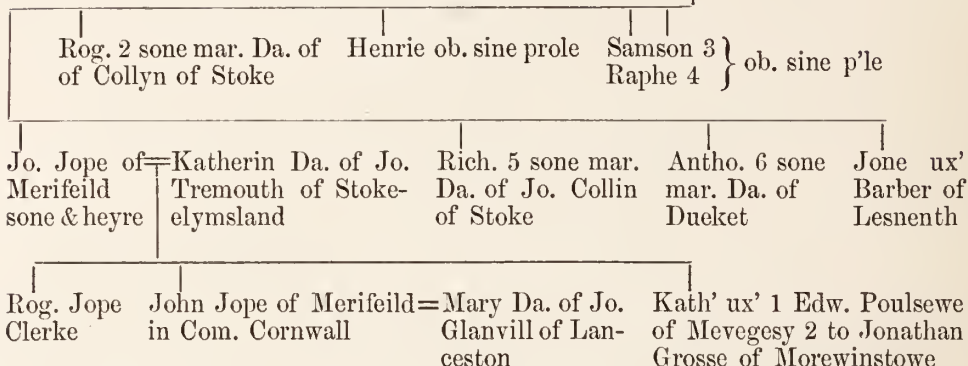 Rog. 2 sone mar. Da. of
of Collyn of Stoke
Henrie ob. sine prole
Samson 3
Raphe 4
ob. sine p'le
Jo. Jope of
Merifeild
sone & heyre
Katherin Da. of Jo.
Tremouth of Stoke-
elymsland
Rich. 5 sone mar.
Da. of Jo. Collin
of Stoke
Antho. 6 sone
mar. Da. of
Dueket
Jone ux'
Barber of
Lesnenth
Rog. Jope
Clerke
John Jope of Merifeild
in Com. Cornwall
Mary Da. of Jo.
Glanvill of Lan-
ceston
Kath' ux' 1 Edw. Poulsewe
of Mevegesy 2 to Jonathan
Grosse of Morewinstowe